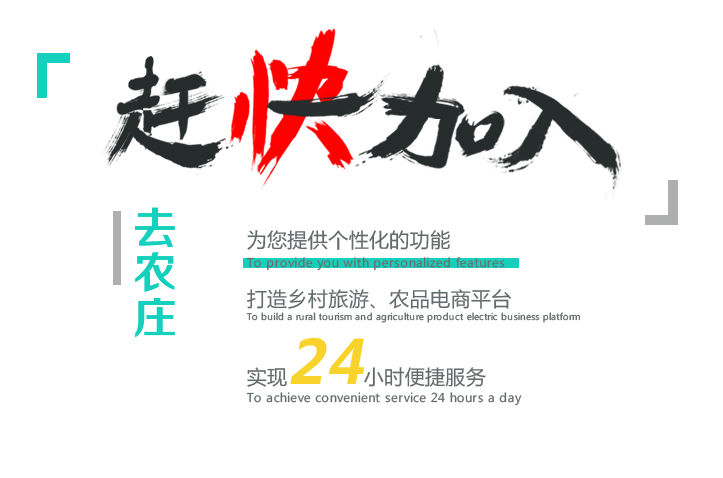 赶快加入
去农庄
为您提供个性化的功能
To provide you with personalized features
打造乡村旅游、农品电商平台
To build a rural tourism and agriculture product electric business platform
实现24小时便捷服务
To achieve convenient service 24 hours a day